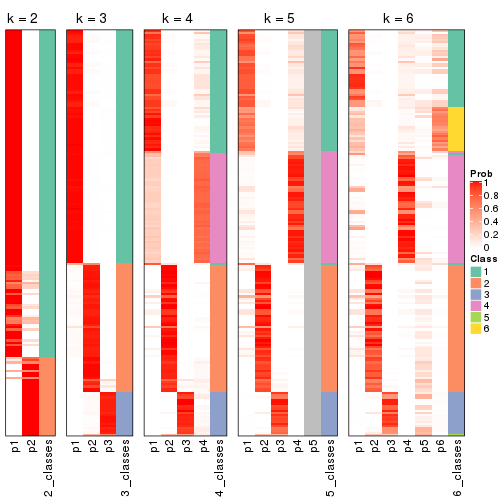 k = 2
k = 3
k = 4
k = 5
k = 6
p1
p2
2_classes
p1
p2
p3
3_classes
p1
p2
p3
p4
4_classes
p1
p2
p3
p4
p5
5_classes
p1
p2
p3
p4
p5
p6
6_classes
Prob
1
0.8
0.6
0.4
0.2
0
Class
1
2
3
4
5
6